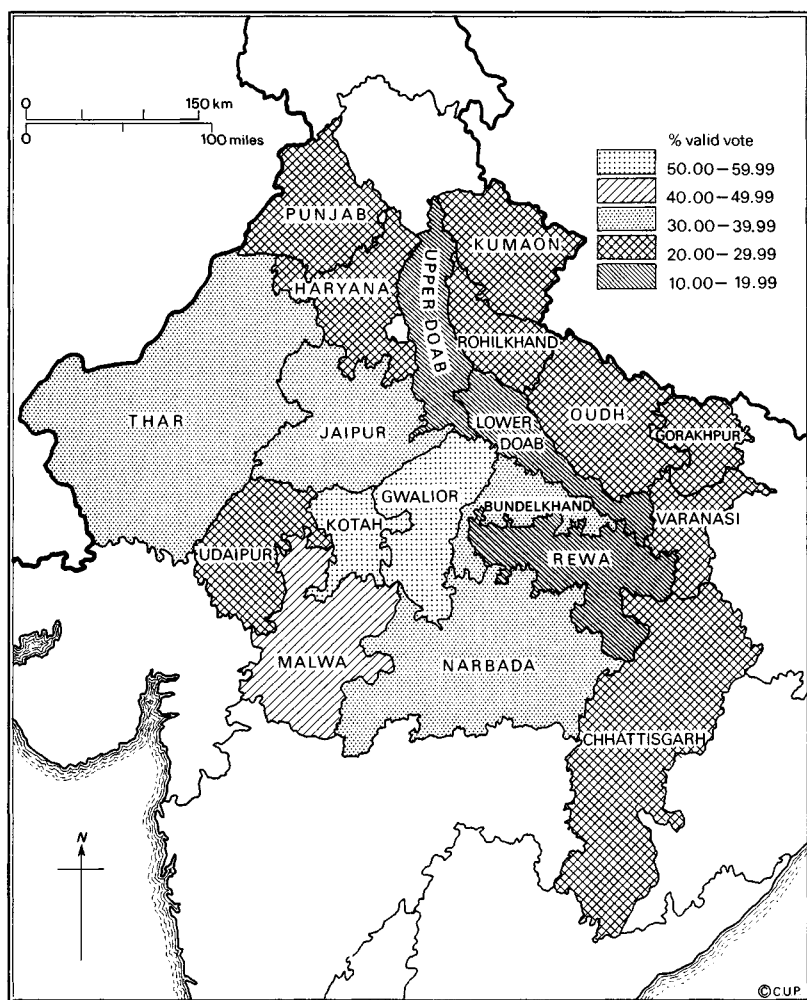 0 150 km
0 100 miles
% valid vote
50.00–59.99
40.00–49.99
30.00–39.99
20.00–29.99
10.00–19.99
PUNJAB
KUMAON
HARYANA
UPPER DOAB
ROHILKHAND
THAR
JAIPUR
LOWER
DOAB
OUDH
GORAKHPUR
GWALIOR
KOTAH
BUNDELKHAND
VARANASI
UDAIPUR
REWA
MALWA
NARBADA
CHHATTISGARH
N
©CUP